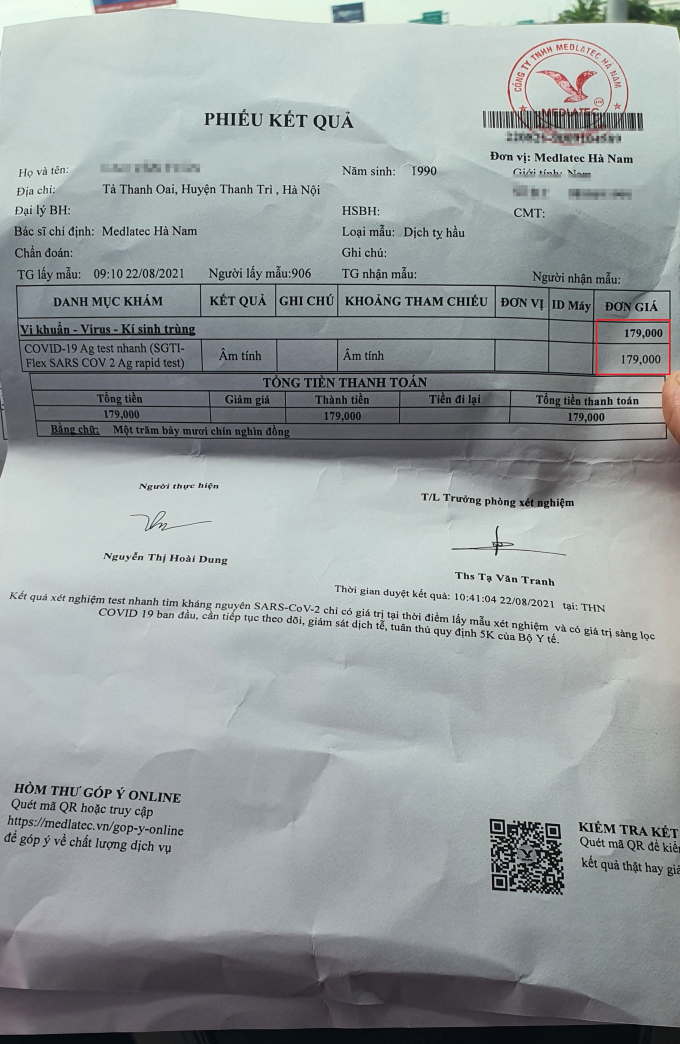 CÔNG TY TNHH MEDLATEC HÀ NAM
MEDLATEC
PHIẾU KẾT QUẢ
Đơn vị: Medlatec Hà Nam
Họ và tên:
Năm sinh: 1990
Giới tính: Nam
Địa chỉ: Tả Thanh Oai, Huyện Thanh Trì , Hà Nội
Đại lý BH:
HSBH:
CMT:
Bác sĩ chỉ định: Medlatec Hà Nam
Loại mẫu: Dịch tỵ hầu
Chẩn đoán:
Ghi chú:
TG lấy mẫu: 09:10 22/08/2021 Người lấy mẫu:906 TG nhận mẫu: Người nhận mẫu:
DANH MỤC KHÁM KẾT QUẢ GHI CHÚ KHOẢNG THAM CHIẾU ĐƠN VỊ ID Máy ĐƠN GIÁ
Vi khuẩn - Virus - Kí sinh trùng 179,000
COVID-19 Ag test nhanh (SGTI-
Flex SARS COV 2 Ag rapid test) Âm tính Âm tính 179,000
TỔNG TIỀN THANH TOÁN
Tổng tiền Giảm giá Thành tiền Tiền đi lại Tổng tiền thanh toán
179,000 179,000 179,000
Bằng chữ: Một trăm bảy mươi chín nghìn đồng
Người thực hiện
T/L Trưởng phòng xét nghiệm
Nguyễn Thị Hoài Dung
Ths Tạ Văn Tranh
Thời gian duyệt kết quả: 10:41:04 22/08/2021 tại: THN
Kết quả xét nghiệm test nhanh tìm kháng nguyên SARS-CoV-2 chỉ có giá trị tại thời điểm lấy mẫu xét nghiệm và có giá trị sàng lọc
COVID 19 ban đầu, cần tiếp tục theo dõi, giám sát dịch tễ, tuân thủ quy định 5K của Bộ Y tế.
HÒM THƯ GÓP Ý ONLINE
Quét mã QR hoặc truy cập
https://medlatec.vn/gop-y-online
để góp ý về chất lượng dịch vụ
KIỂM TRA KẾT
Quét mã QR để kiể
kết quả thật hay giả